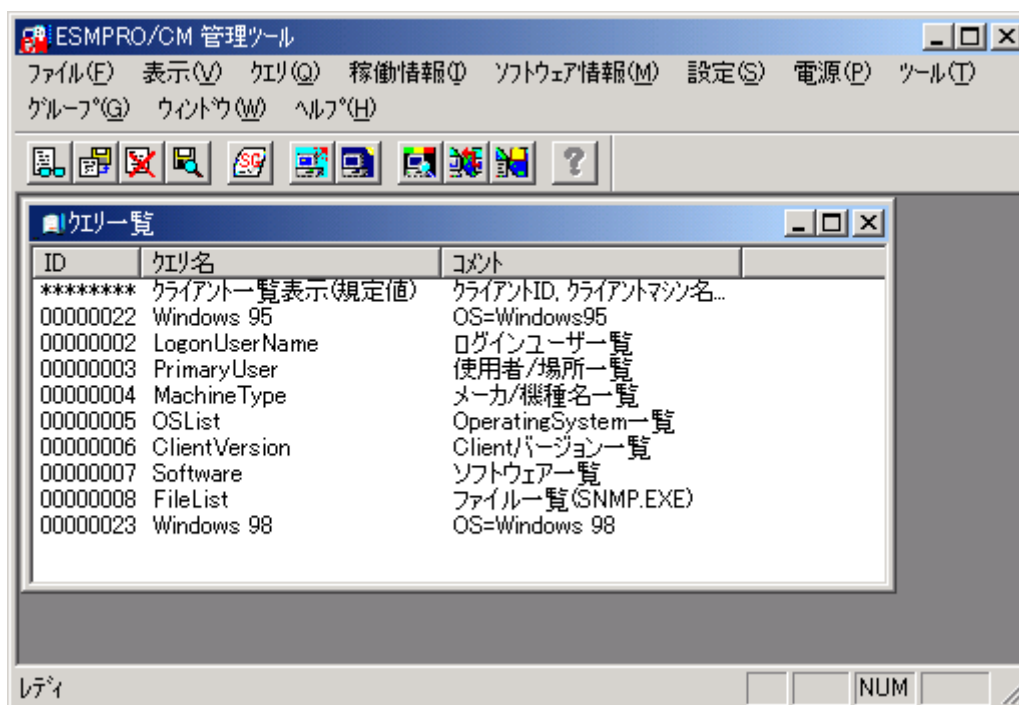 ESMPRO/CM 管理ﾂｰﾙ
ﾌｧｲﾙ(F) 表示(V) ｸｴﾘ(Q) 稼働情報(I) ｿﾌﾄｳｪｱ情報(M) 設定(S) 電源(P) ﾂｰﾙ(T)
ｸﾞﾙｰﾌﾟ(G) ｳｨﾝﾄﾞｳ(W) ﾍﾙﾌﾟ(H)
SG
ｸｴﾘ一覧
ID ｸｴﾘ名 ｺﾒﾝﾄ
******** ｸﾗｲｱﾝﾄ一覧表示(規定値) ｸﾗｲｱﾝﾄID, ｸﾗｲｱﾝﾄﾏｼﾝ名...
00000022 Windows 95 OS=Windows95
00000002 LogonUserName ログインユーザー一覧
00000003 PrimaryUser 使用者/場所一覧
00000004 MachineType メーカ/機種名一覧
00000005 OSList OperatingSystem一覧
00000006 ClientVersion Clientバージョン一覧
00000007 Software ソフトウェア一覧
00000008 FileList ファイル一覧(SNMP.EXE)
00000023 Windows 98 OS=Windows 98
ﾚﾃﾞｨ NUM